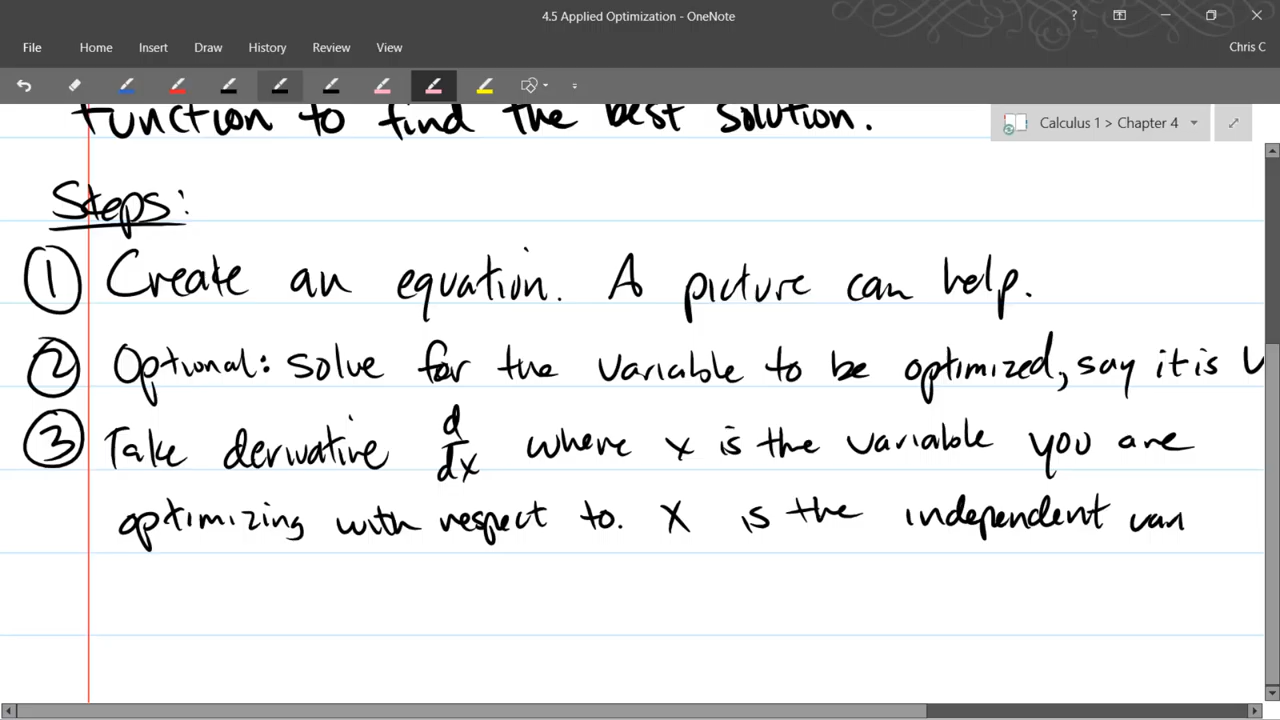 4.5 Applied Optimization - OneNote
?
File Home Insert Draw History Review View
Chris C
function to find the best solution.
Calculus 1 > Chapter 4
Steps:
① Create an equation. A picture can help.
② Optional: solve for the variable to be optimized, say it is
③ Take derivative d/dx where x is the variable you are
optimizing with respect to. X is the independent vari